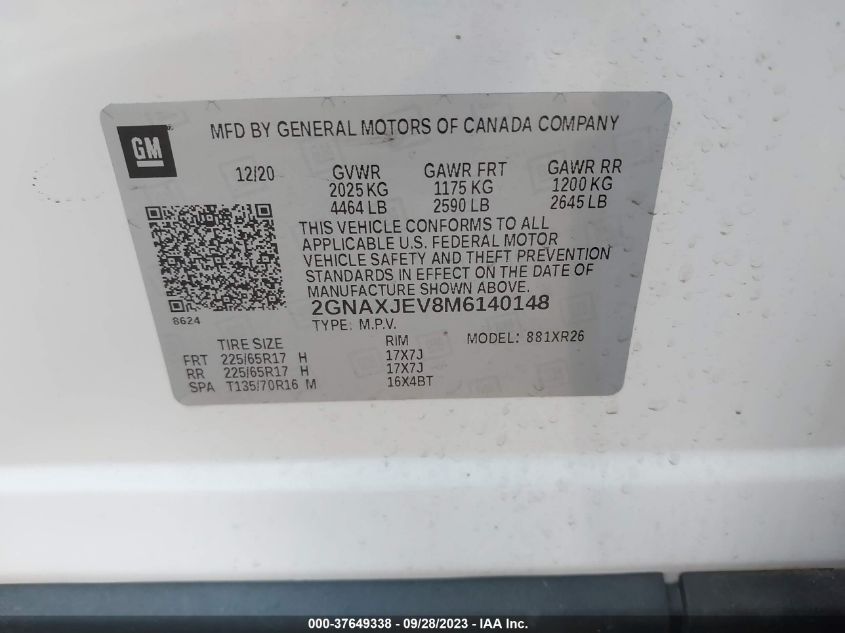 GM
MFD BY GENERAL MOTORS OF CANADA COMPANY
12/20 GVWR GAWR FRT GAWR RR
2025 KG 1175 KG 1200 KG
4464 LB 2590 LB 2645 LB
THIS VEHICLE CONFORMS TO ALL
APPLICABLE U.S. FEDERAL MOTOR
VEHICLE SAFETY AND THEFT PREVENTION
STANDARDS IN EFFECT ON THE DATE OF
MANUFACTURE SHOWN ABOVE.
2GNAXJEV8M6140148
8624
TYPE: M.P.V. MODEL: 881XR26
TIRE SIZE RIM
FRT 225/65R17 H 17X7J
RR 225/65R17 H 17X7J
SPA T135/70R16 M 16X4BT
000-37649338 - 09/28/2023 - IAA Inc.